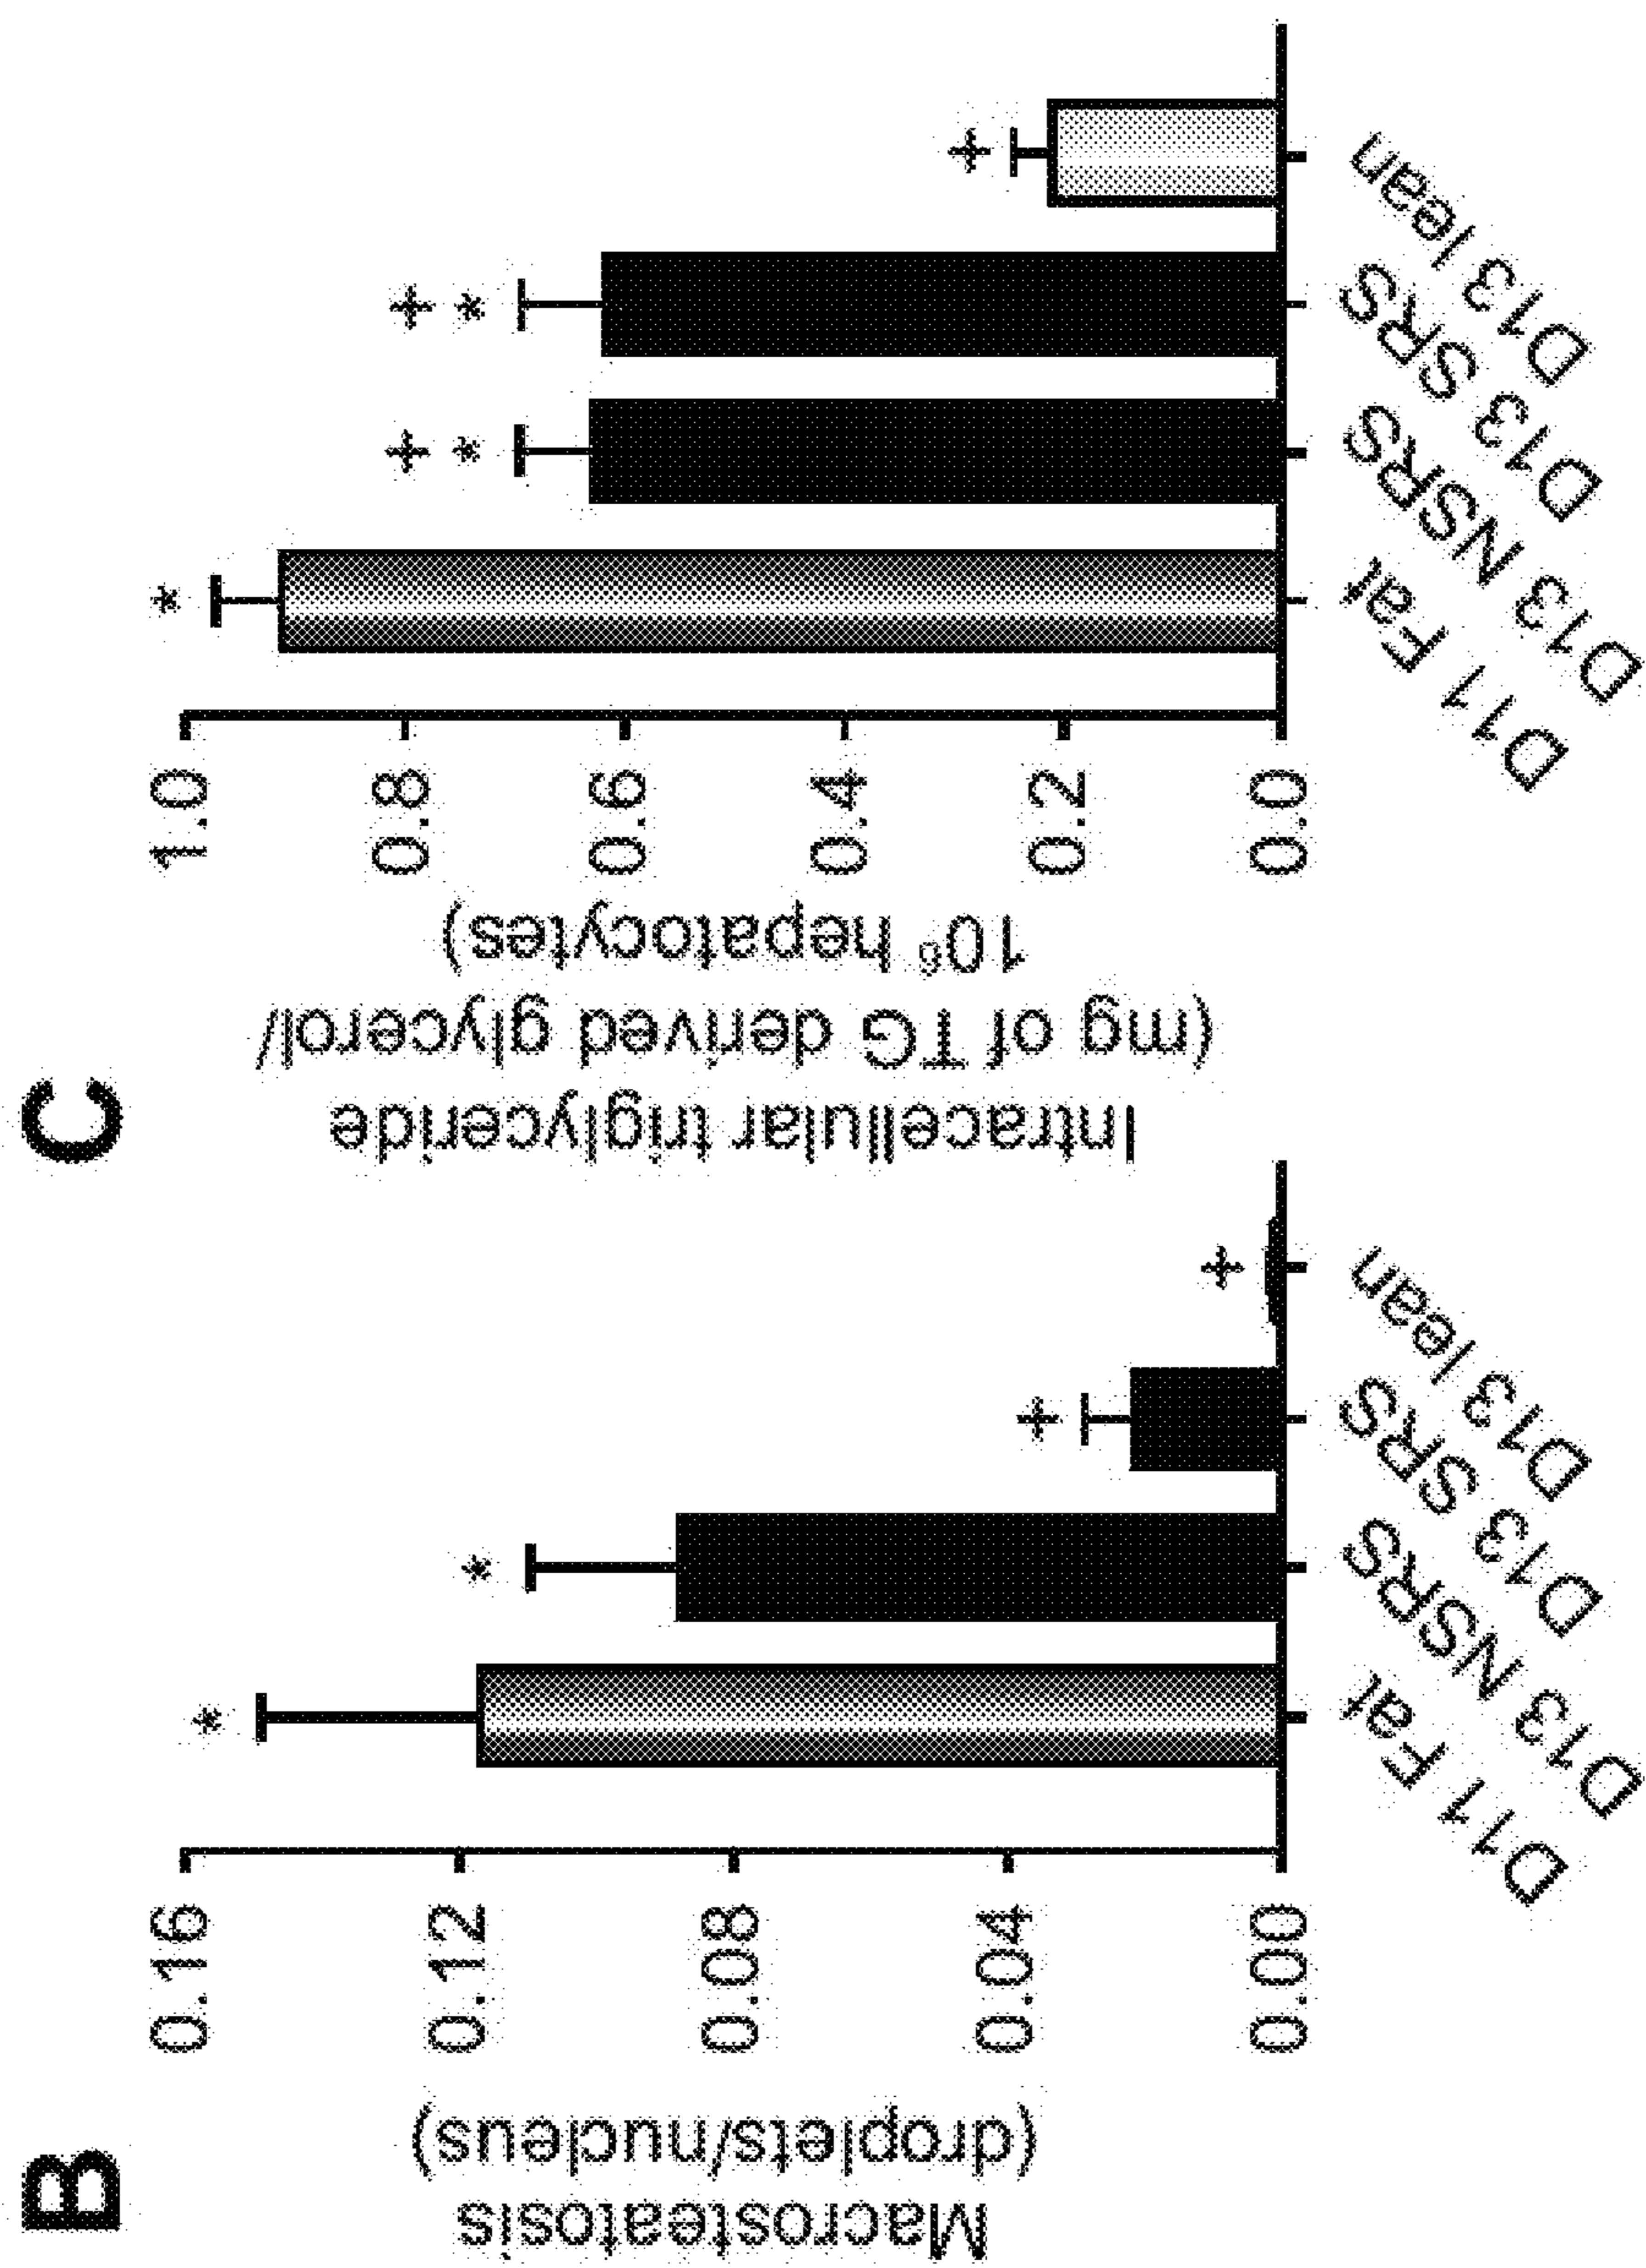 B
Macrosteatosis
(droplets/nucleus)
0.16
0.12
0.08
0.04
0.00
*
*
+
+
D11 Fat
D13 NSRS
D13 SRS
D13 lean
C
Intracellular triglyceride
(mg of TG derived glycerol/
10⁶ hepatocytes)
1.0
0.8
0.6
0.4
0.2
0.0
*
+
*
+
*
+
D11 Fat
D13 NSRS
D13 SRS
D13 lean